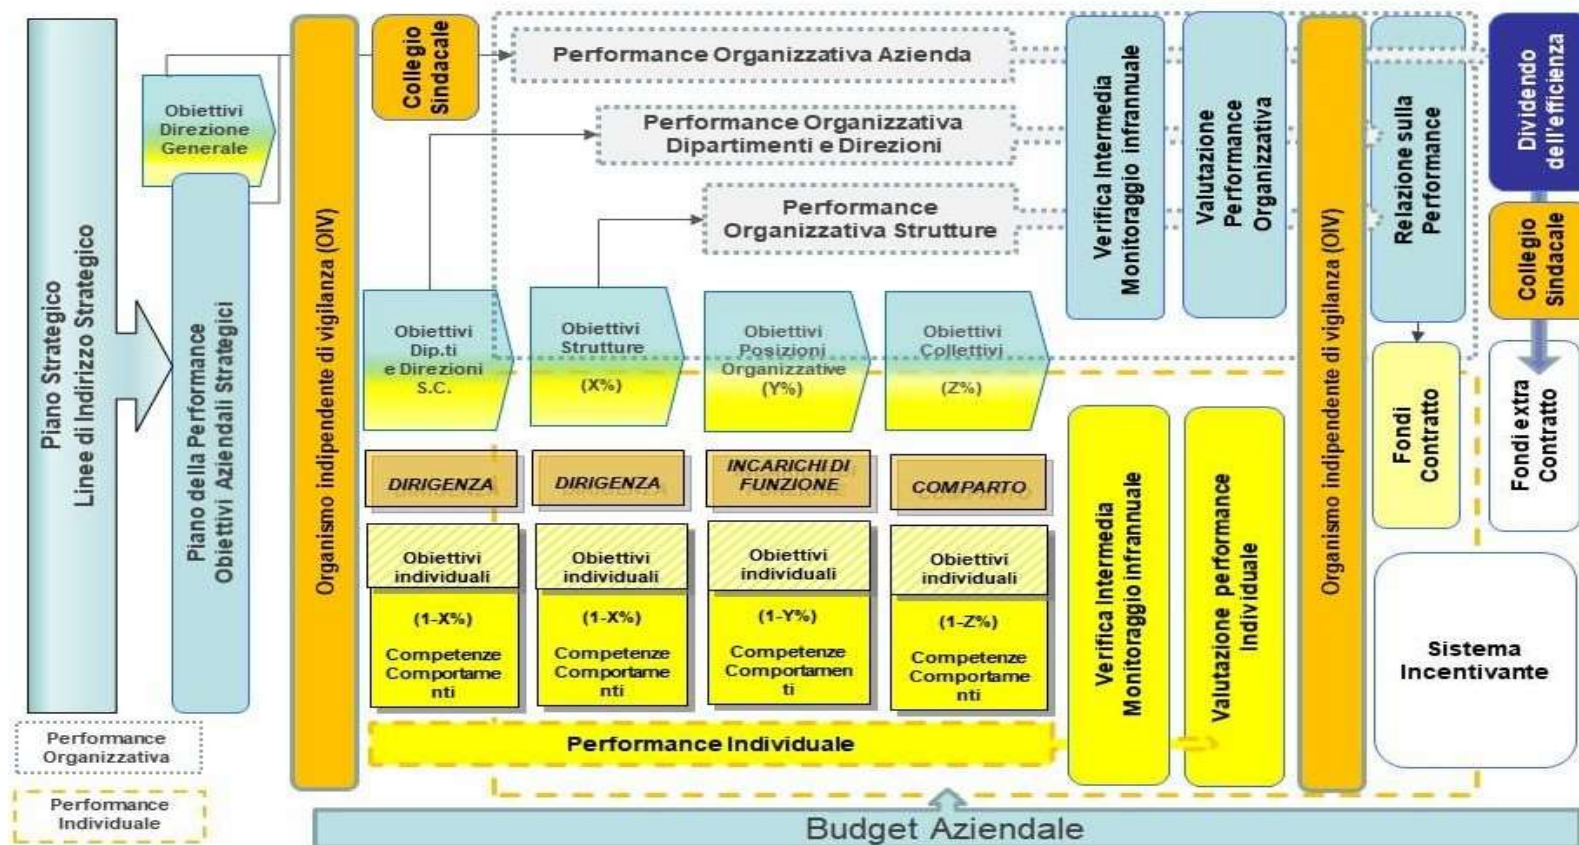 Piano Strategico
Linee di Indirizzo Strategico
Obiettivi
Direzione
Generale
Piano della Performance
Obiettivi Aziendali Strategici
Organismo indipendente di vigilanza (OIV)
Collegio
Sindacale
Performance Organizzativa Azienda
Performance Organizzativa
Dipartimenti e Direzioni
Performance
Organizzativa Strutture
Obiettivi
Dip.ti
e Direzioni
S.C.
Obiettivi
Strutture
(X%)
Obiettivi
Posizioni
Organizzative
(Y%)
Obiettivi
Collettivi
(Z%)
DIRIGENZA
DIRIGENZA
INCARICHI DI
FUNZIONE
COMPARTO
Obiettivi
individuali
(1-X%)
Competenze
Comportame
nti
Obiettivi
individuali
(1-X%)
Competenze
Comportame
nti
Obiettivi
individuali
(1-Y%)
Competenze
Comportamen
ti
Obiettivi
individuali
(1-Z%)
Competenze
Comportame
nti
Performance Individuale
Verifica Intermedia
Monitoraggio infrannuale
Valutazione
Performance
Organizzativa
Verifica Intermedia
Monitoraggio infrannuale
Valutazione performance
Individuale
Organismo indipendente di vigilanza (OIV)
Relazione sulla
Performance
Fondi
Contratto
Dividendo
dell'efficienza
Collegio
Sindacale
Fondi extra
Contratto
Sistema
Incentivante
Performance
Organizzativa
Performance
Individuale
Budget Aziendale